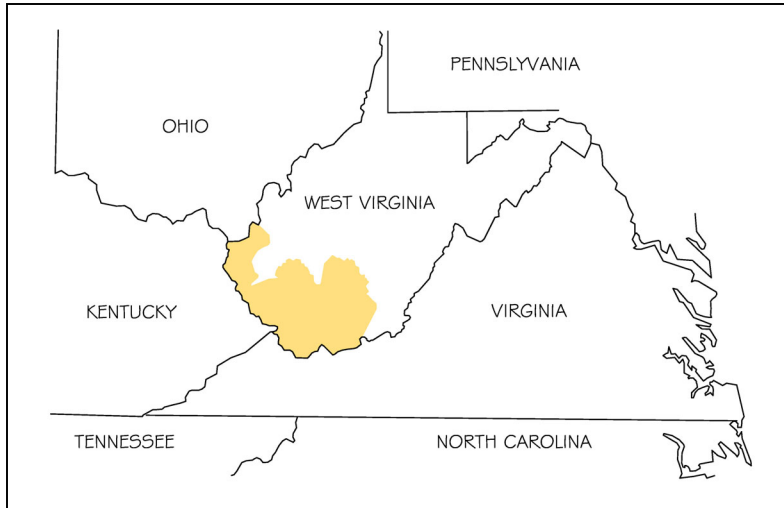 PENNSLYVANIA
OHIO
WEST VIRGINIA
KENTUCKY
VIRGINIA
TENNESSEE
NORTH CAROLINA